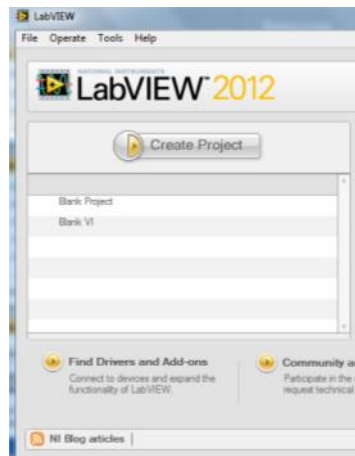 LabVIEW
File Operate Tools Help
NATIONAL INSTRUMENTS
LabVIEW™ 2012
Create Project
Blank Project
Blank VI
Find Drivers and Add-ons
Connect to devices and expand the
functionality of LabVIEW.
Community a
Participate in the
request technical
NI Blog articles